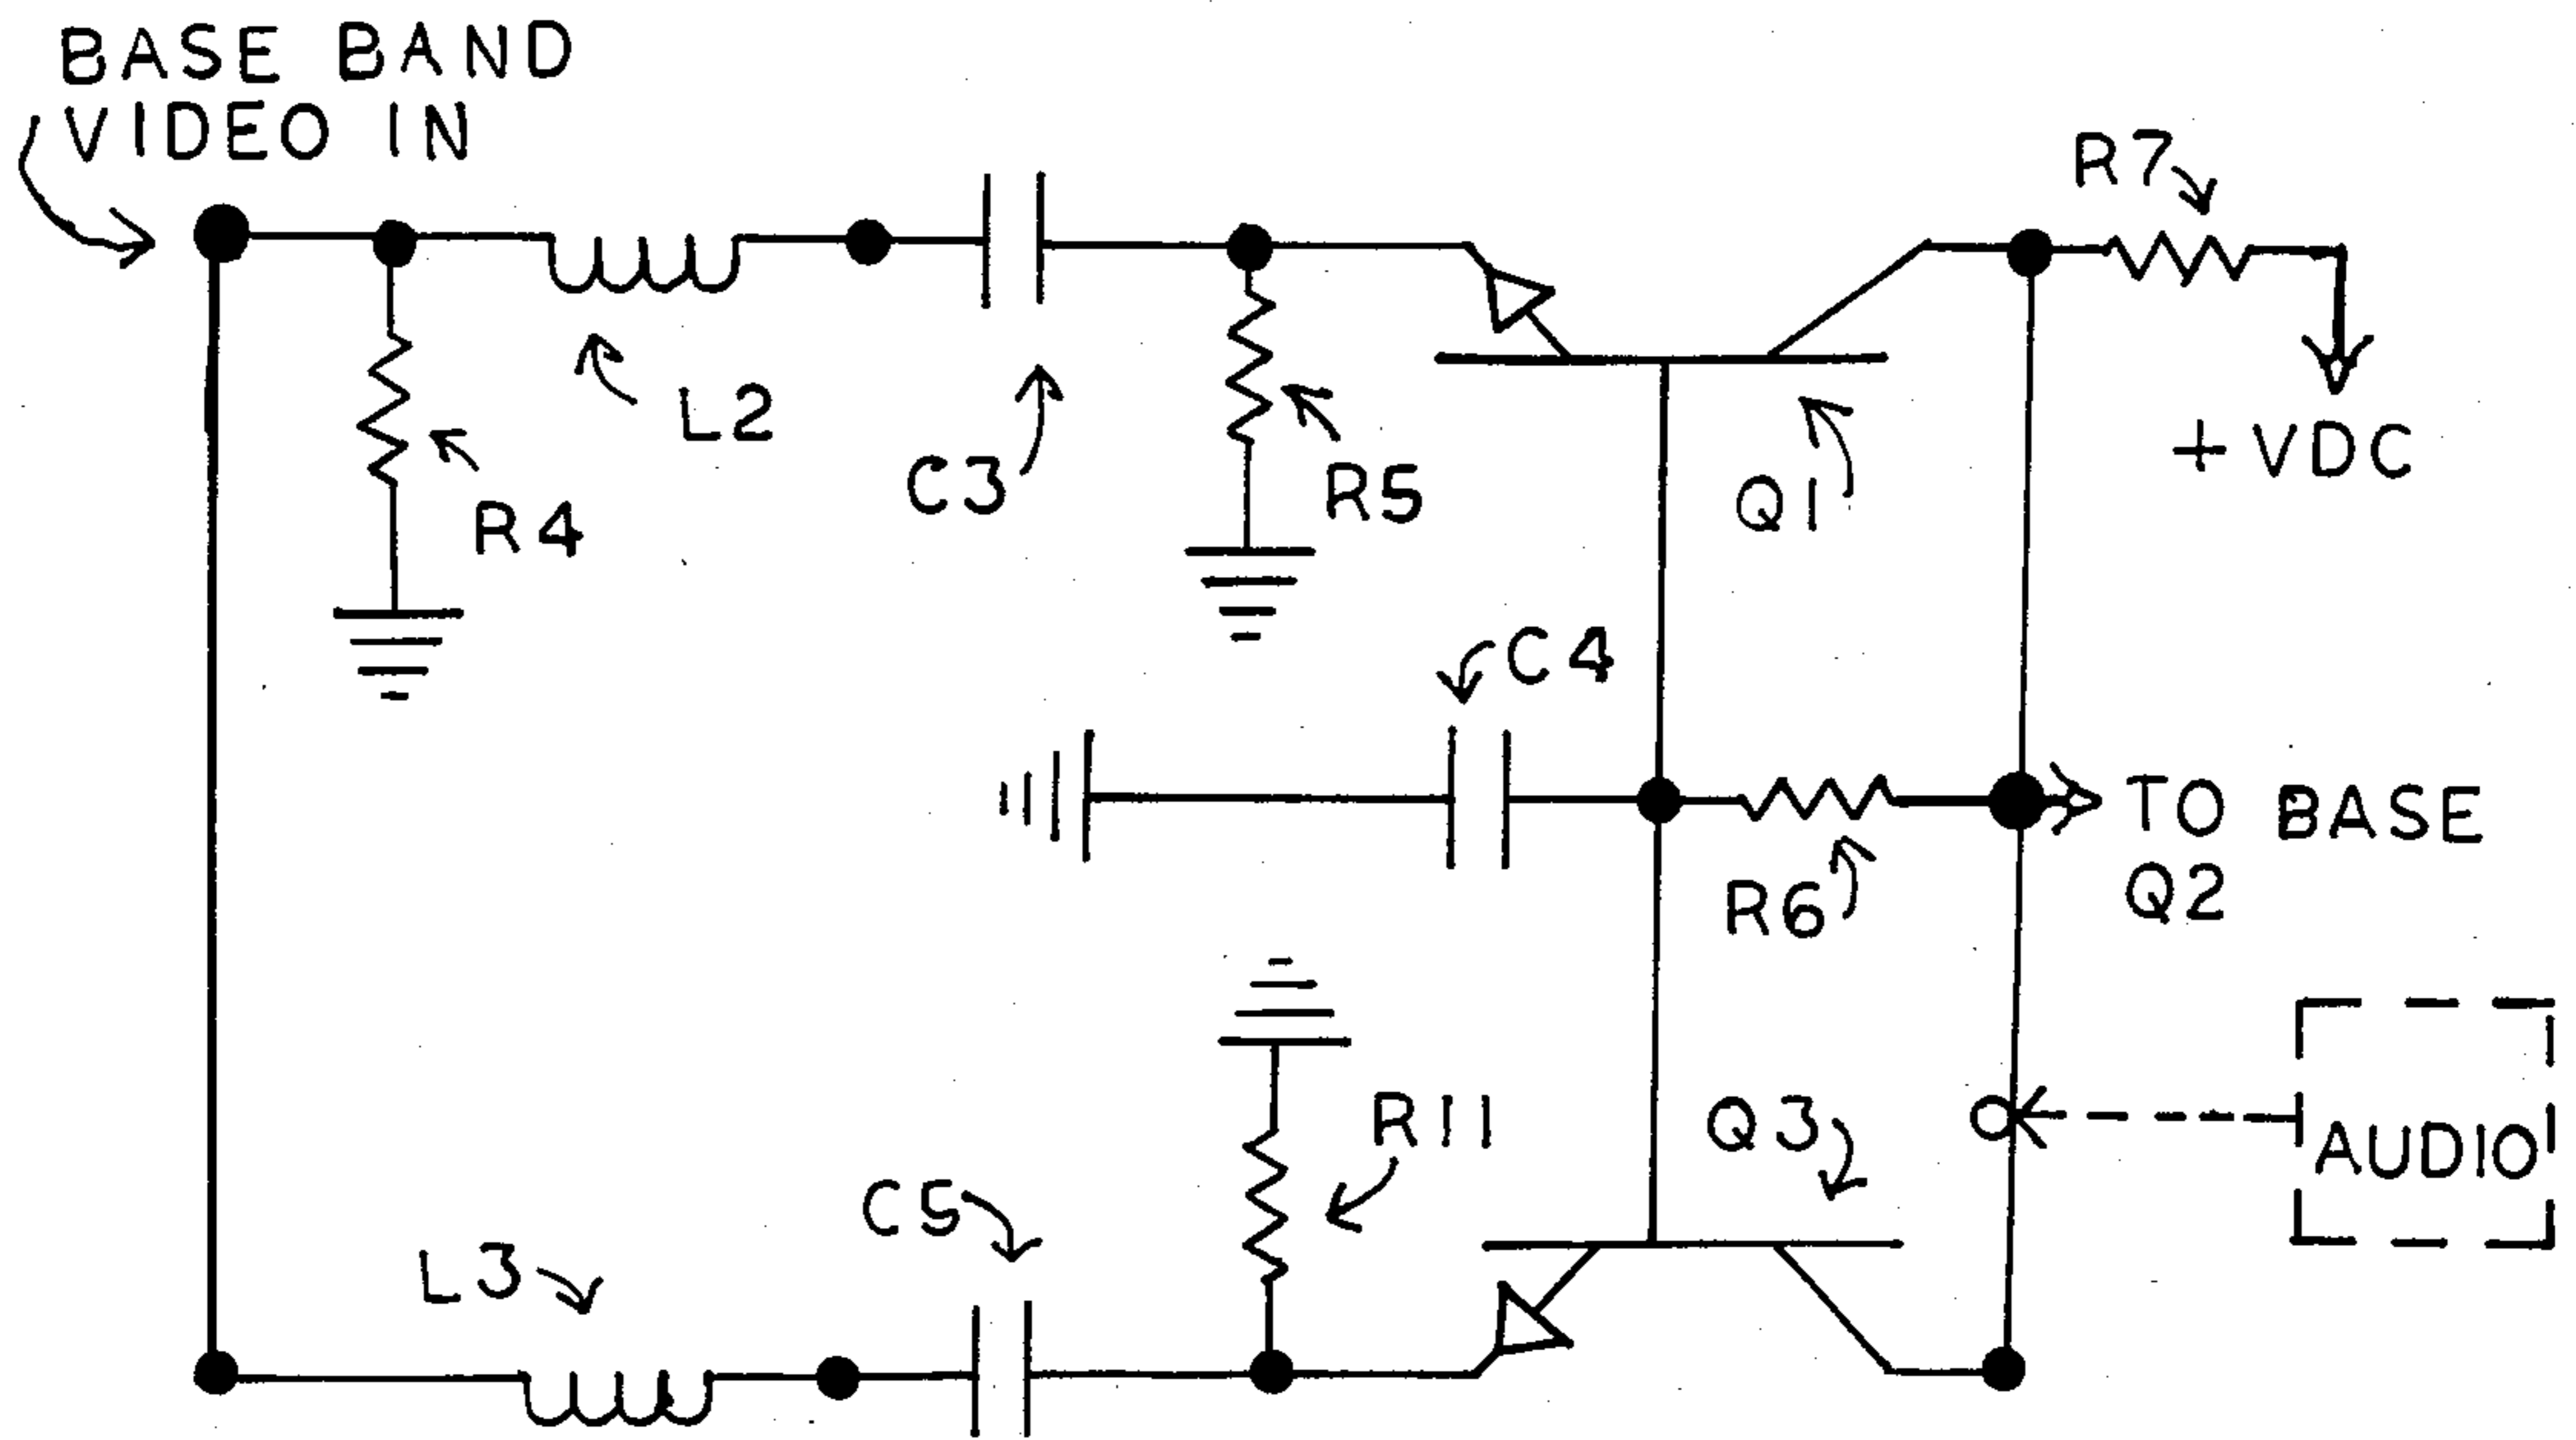 BASE BAND
VIDEO IN
R7
+ VDC
L2
C3
R5
Q1
R4
C4
TO BASE
Q2
R6
R11
Q3
AUDIO
C5
L3